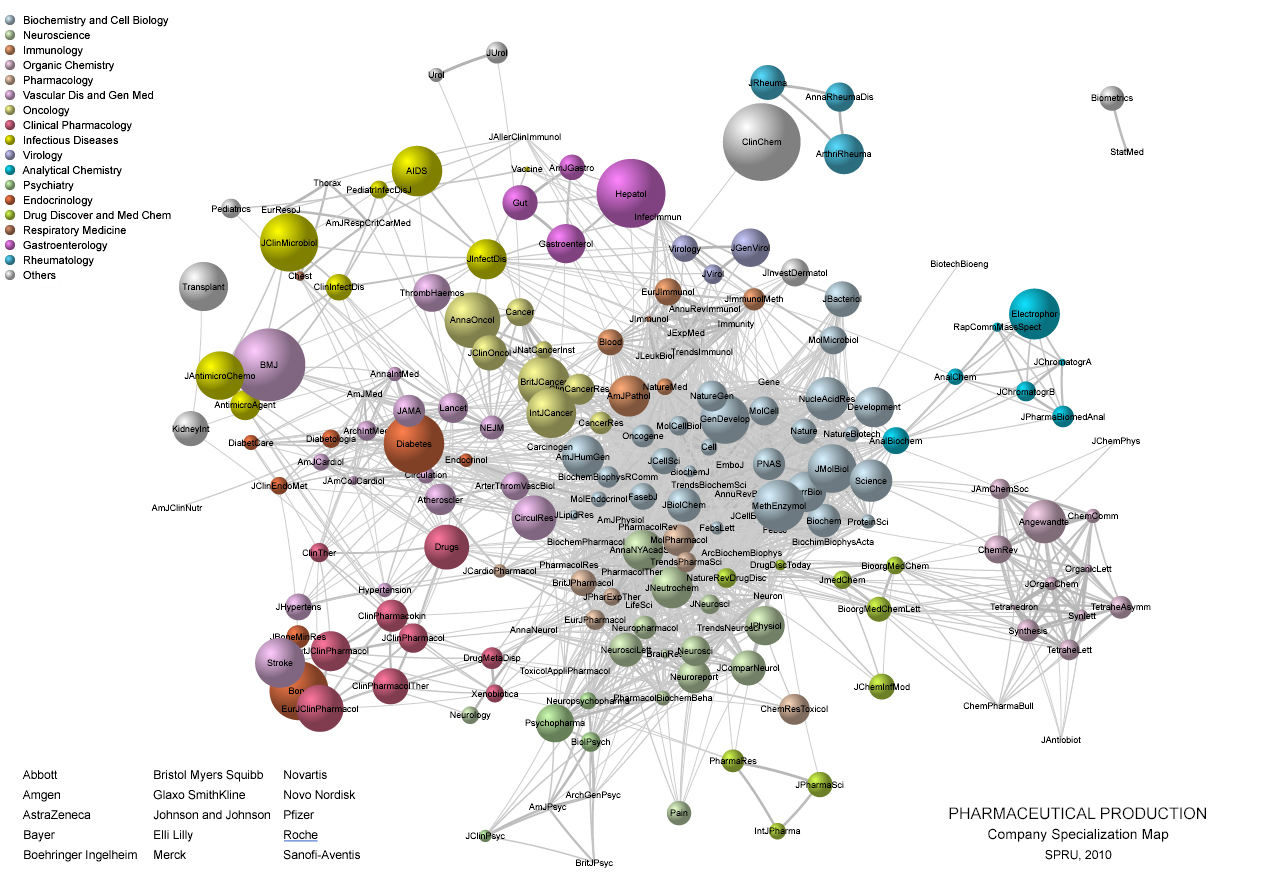 Biochemistry and Cell Biology
Neuroscience
Immunology
Organic Chemistry
Pharmacology
Vascular Dis and Gen Med
Oncology
Clinical Pharmacology
Infectious Diseases
Virology
Analytical Chemistry
Psychiatry
Endocrinology
Drug Discover and Med Chem
Respiratory Medicine
Gastroenterology
Rheumatology
Others
JUrol
Urol
JRheuma
AnnaRheumaDis
Biometrics
ClinChem
ArthriRheuma
StatMed
JAllerClinImmunol
Vaccine
AmJGastro
AIDS
Thorax
PediatrInfecDisJ
Hepatol
Gut
Pediatrics
EurRespJ
InfecImmun
AmJRespCritCarMed
JClinMicrobiol
Gastroenterol
Virology
JGenVirol
JInfectDis
BiotechBioeng
Chest
JVirol
JInvestDermatol
Transplant
ClinInfectDis
ThrombHaemos
EurJImmunol
JImmunolMeth
JBacteriol
AnnuRevImmunol
Cancer
Electrophor
AnnaOncol
JImmunol
Immunity
RapCommMassSpect
JExpMed
Blood
MolMicrobiol
JClinOncol
JNatCancerInst
TrendsImmunol
JLeukBiol
JChromatogrA
BMJ
JAntimicroChemo
AnnaIntMed
BritJCancer
Gene
AnalChem
NatureMed
ClinCancerRes
AmJMed
AmJPathol
NatureGen
JChromatogrB
NucleAcidRes
AntimicroAgent
JAMA
Lancet
IntJCancer
MolCell
Development
GenDevelop
JPharmaBiomedAnal
KidneyInt
NEJM
CancerRes
MolCellBiol
ArchIntMed
Nature
NatureBiotech
DiabetCare
Diabetologia
Diabetes
Oncogene
AnalBiochem
JChemPhys
Carcinogen
Cell
AmJHumGen
AmJCardiol
Endocrinol
JCellSci
EmboJ
PNAS
JMolBiol
BiochemJ
Circulation
BiochemBiophysRComm
JAmColJCardiol
Science
JClinEndoMet
ArterThromVascBiol
TrendsBiochemSci
JAmChemSoc
Atheroscler
MolEndocrinol
FasebJ
JBiolChem
MethEnzymol
AmJClinNutr
JLipidRes
CirculRes
AmJPhysiol
Biochem
ProteinSci
Angewandte
ChemComm
PharmacolRev
FebsLett
BiochemPharmacol
MolPharmacol
BiochimBiophysActa
Drugs
ClinTher
ArcBiochemBiophys
ChemRev
TrendsPharmaSci
PharmacolRes
DrugDiscToday
BioorgMedChem
JCardioPharmacol
PharmacolTher
OrganicLett
NatureRevDrugDisc
JmedChem
BritJPharmacol
JNeutrochem
JOrganChem
Hypertension
JPharExpTher
Neuron
LifeSci
JNeurosci
BioorgMedChemLett
JHypertens
Tetrahedron
TetraheAsymm
ClinPharmacokin
EurJPharmacol
Synlett
Neuropharmacol
JPhysiol
AnnaNeurol
Synthesis
JBoneMinRes
JClinPharmacol
NeurosciLett
Neurosci
TetraheLett
DrugMetaDisp
Stroke
JComparNeurol
ToxicolAppliPharmacol
Neuroreport
ClinPharmacolTher
JChemInfMod
Xenobiotica
Neuropsychopharma
PharmacolBiochemBeha
EurJClinPharmacol
ChemPharmaBull
ChemResToxicol
Neurology
Psychopharma
BiolPsych
JAntiobiot
PharmaRes
JPharmaSci
ArchGenPsyc
AmJPsyc
Pain
IntJPharma
JClinPsyc
BritJPsyc
Abbott
Bristol Myers Squibb
Novartis
Amgen
Glaxo SmithKline
Novo Nordisk
AstraZeneca
Johnson and Johnson
Pfizer
Bayer
Elli Lilly
Roche
Boehringer Ingelheim
Merck
Sanofi-Aventis
PHARMACEUTICAL PRODUCTION
Company Specialization Map
SPRU, 2010